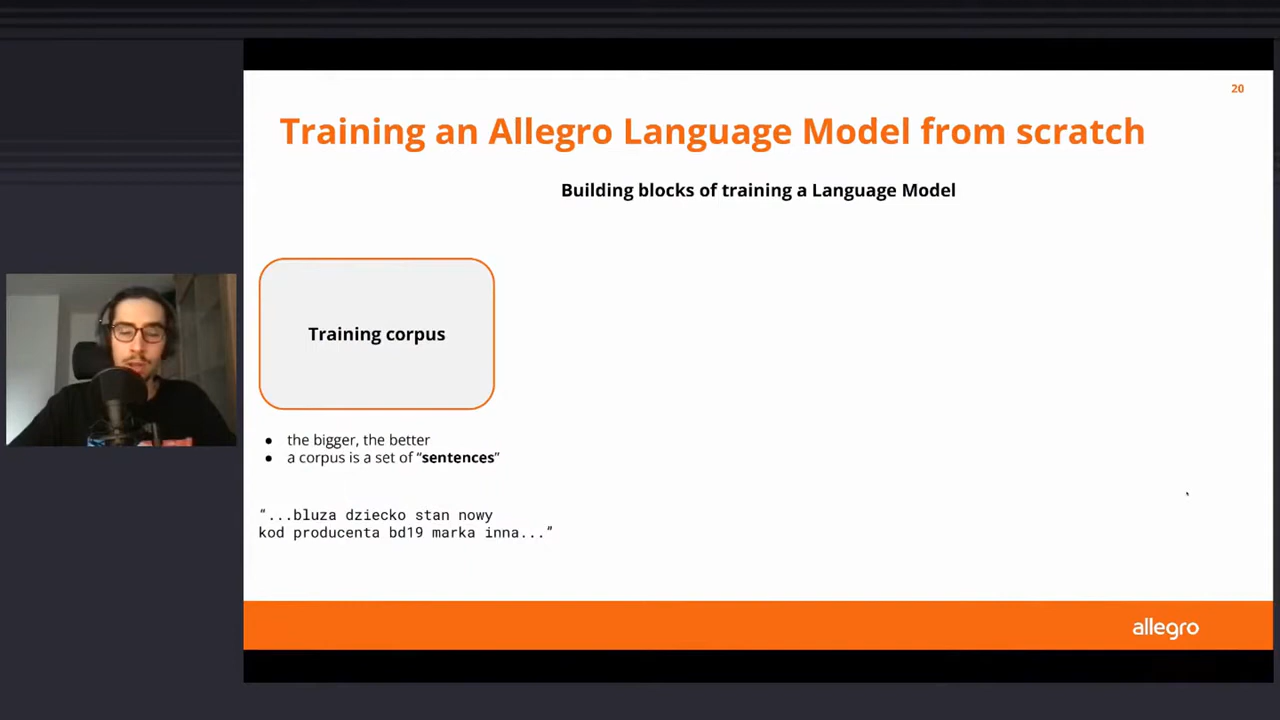 20
Training an Allegro Language Model from scratch
Building blocks of training a Language Model
Training corpus
● the bigger, the better
● a corpus is a set of “sentences”
“...bluza dziecko stan nowy
kod producenta bd19 marka inna...”
allegro